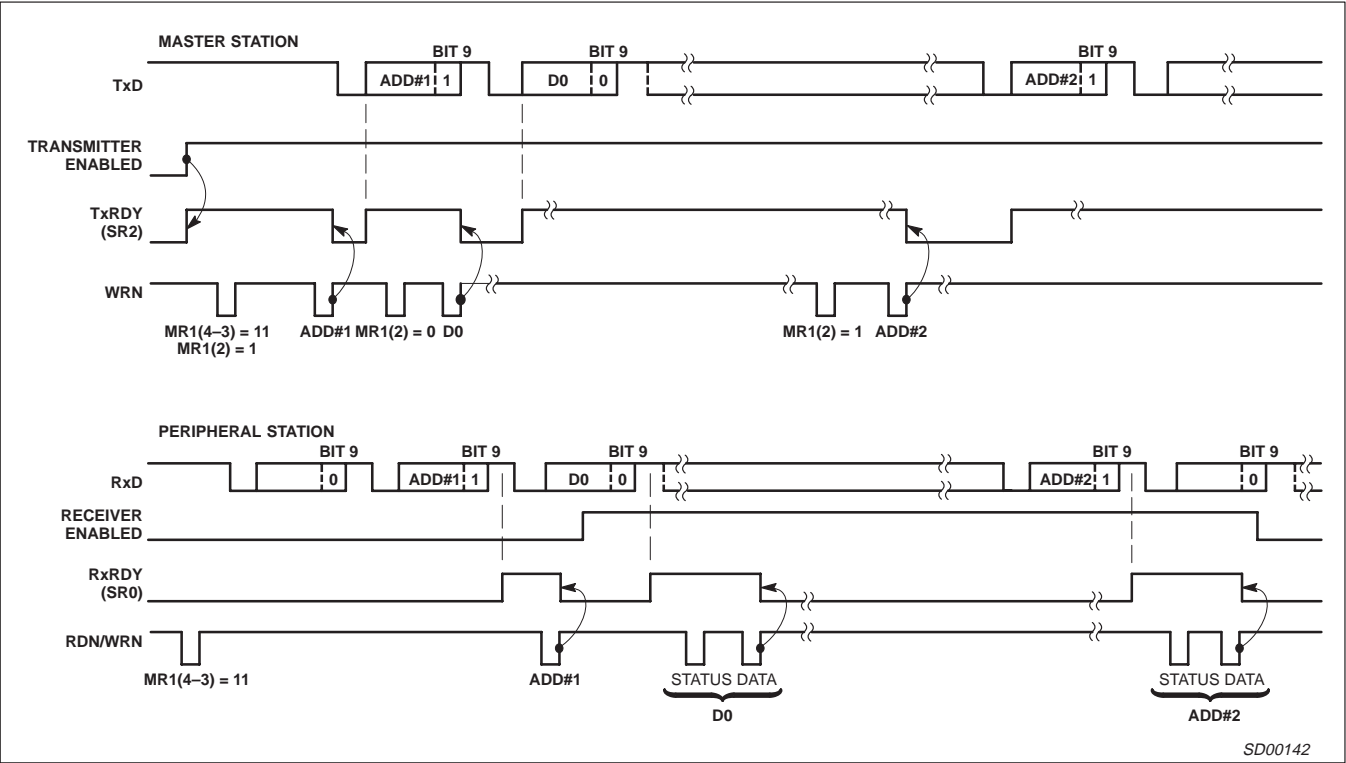 MASTER STATION
BIT 9 BIT 9 BIT 9
TxD ADD#1 1 D0 0 ADD#2 1
TRANSMITTER
ENABLED
TxRDY
(SR2)
WRN
MR1(4–3) = 11 ADD#1 MR1(2) = 0 D0 MR1(2) = 1 ADD#2
MR1(2) = 1
PERIPHERAL STATION
BIT 9 BIT 9 BIT 9 BIT 9 BIT 9
RxD 0 ADD#1 1 D0 0 ADD#2 1 0
RECEIVER
ENABLED
RxRDY
(SR0)
RDN/WRN
MR1(4–3) = 11 ADD#1 STATUS DATA STATUS DATA
D0 ADD#2
SD00142